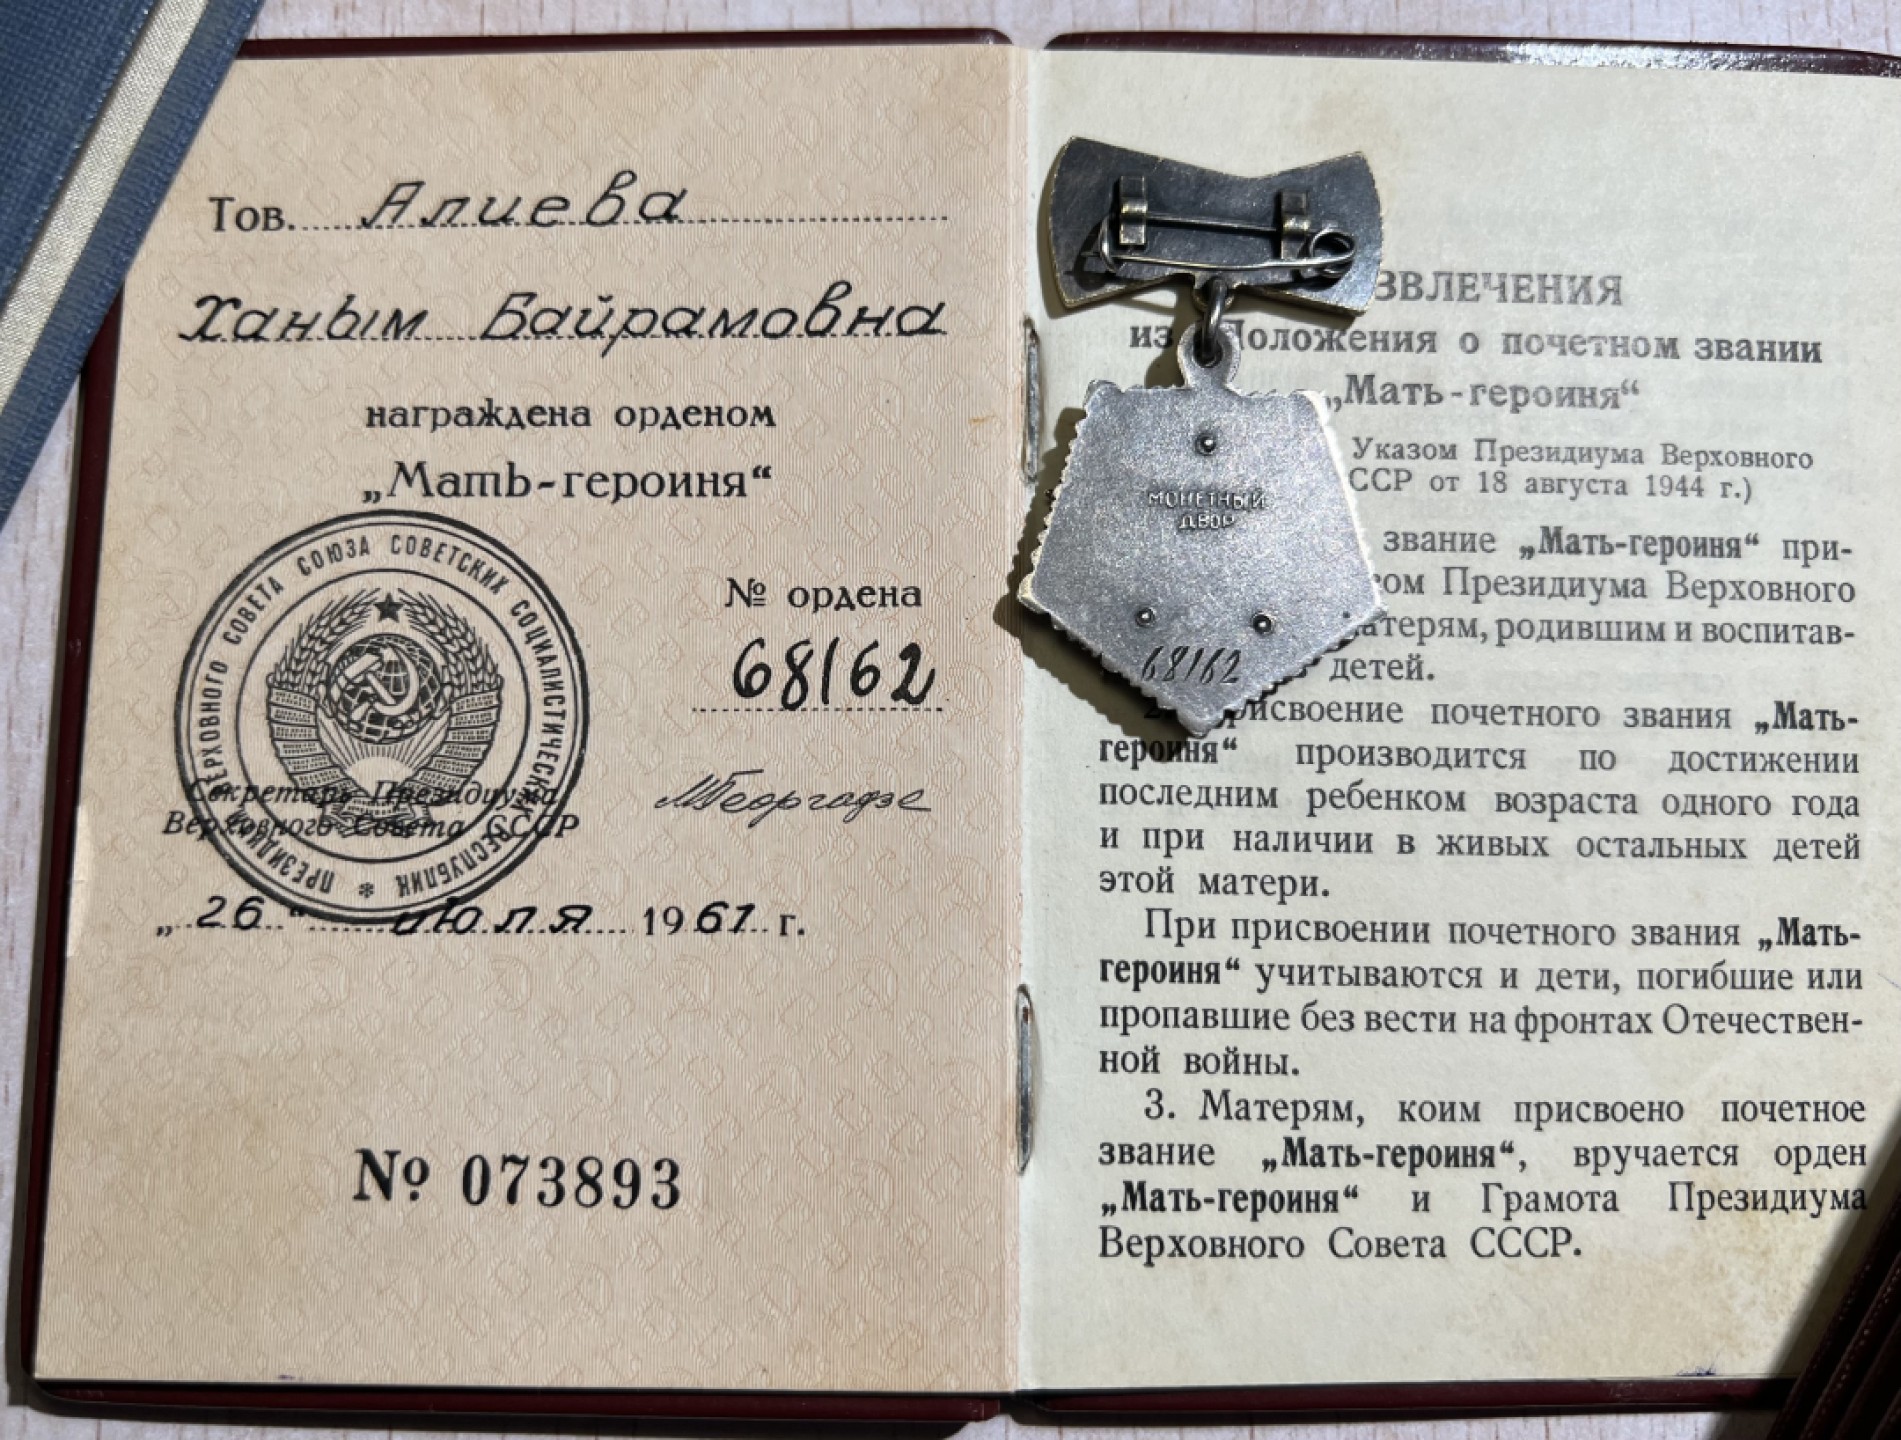 Тов. Алиева
Ханым Байрамовна
награждена орденом
„Мать-героиня“
№ ордена
68162
ПРЕЗИДИУМ ВЕРХОВНОГО СОВЕТА СОЮЗА СОВЕТСКИХ СОЦИАЛИСТИЧЕСКИХ РЕСПУБЛИК
Секретарь Президиума
Верховного Совета СССР
МГеоргадзе
„26“ июля 1961 г.
№ 073893
МОНЕТНЫЙ
ДВОР
68162
ЗВЛЕЧЕНИЯ
из Положения о почетном звании
„Мать-героиня“
Указом Президиума Верховного
ССР от 18 августа 1944 г.)
звание „Мать-героиня“ при-
ом Президиума Верховного
атерям, родившим и воспитав-
детей.
2. Присвоение почетного звания „Мать-
героиня“ производится по достижении
последним ребенком возраста одного года
и при наличии в живых остальных детей
этой матери.
При присвоении почетного звания „Мать-
героиня“ учитываются и дети, погибшие или
пропавшие без вести на фронтах Отечествен-
ной войны.
3. Матерям, коим присвоено почетное
звание „Мать-героиня“, вручается орден
„Мать-героиня“ и Грамота Президиума
Верховного Совета СССР.